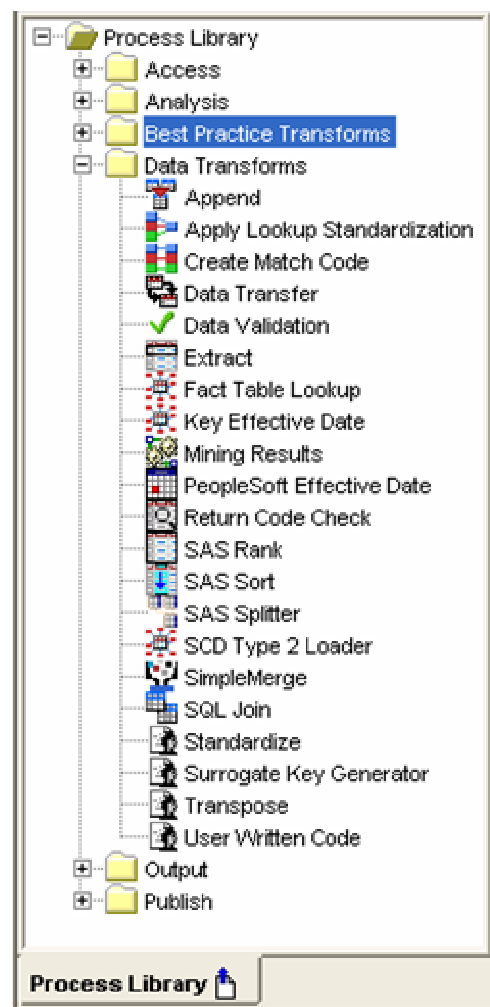 Process Library
Access
Analysis
Best Practice Transforms
Data Transforms
Append
Apply Lookup Standardization
Create Match Code
Data Transfer
Data Validation
Extract
Fact Table Lookup
Key Effective Date
Mining Results
PeopleSoft Effective Date
Return Code Check
SAS Rank
SAS Sort
SAS Splitter
SCD Type 2 Loader
SimpleMerge
SQL Join
Standardize
Surrogate Key Generator
Transpose
User Written Code
Output
Publish
Process Library